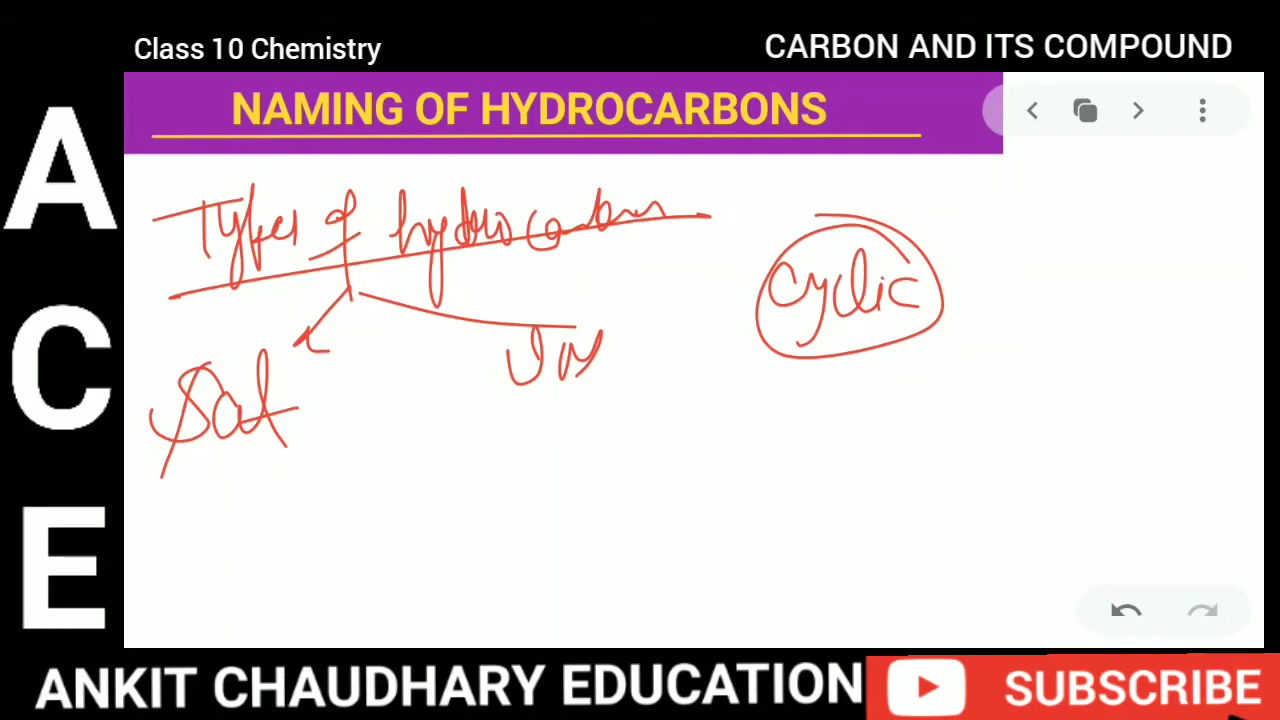 Class 10 Chemistry
CARBON AND ITS COMPOUND
NAMING OF HYDROCARBONS
Types of hydrocarbon
cyclic
Sat
Un
A
C
E
ANKIT CHAUDHARY EDUCATION
SUBSCRIBE